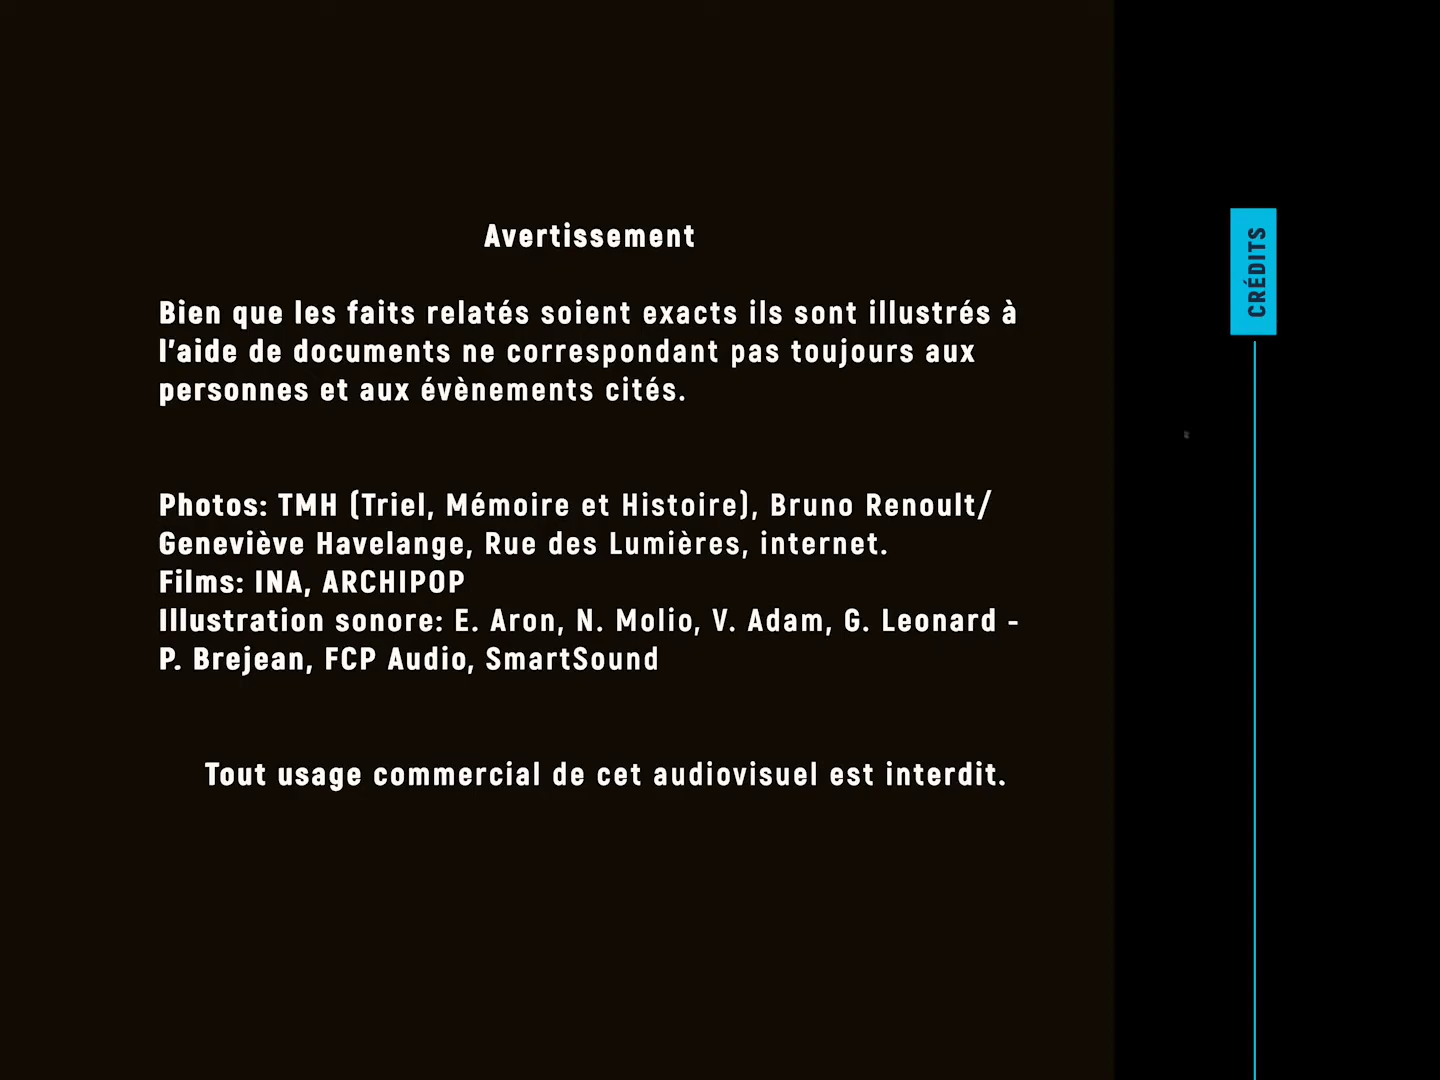 Avertissement
Bien que les faits relatés soient exacts ils sont illustrés à
l'aide de documents ne correspondant pas toujours aux
personnes et aux évènements cités.
Photos: TMH (Triel, Mémoire et Histoire), Bruno Renoult/
Geneviève Havelange, Rue des Lumières, internet.
Films: INA, ARCHIPOP
Illustration sonore: E. Aron, N. Molio, V. Adam, G. Leonard -
P. Brejean, FCP Audio, SmartSound
Tout usage commercial de cet audiovisuel est interdit.
CRÉDITS